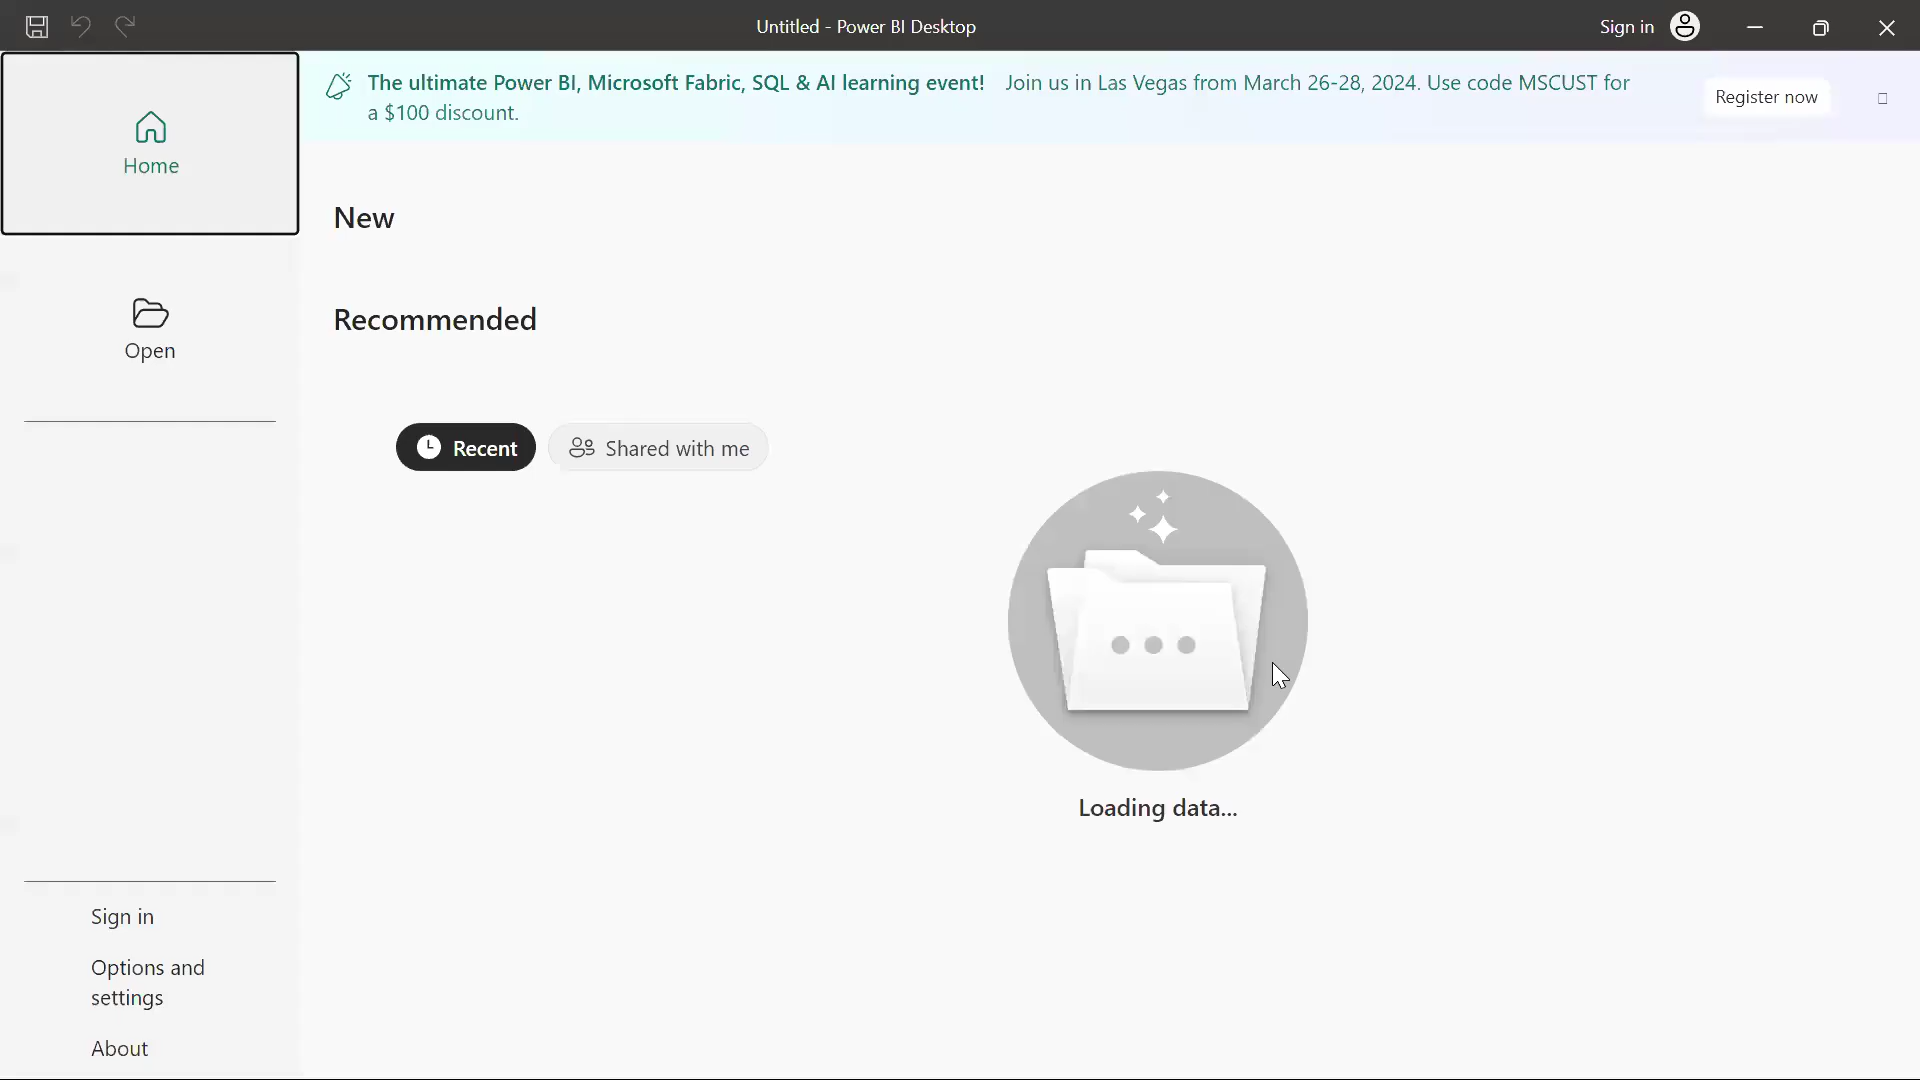 Untitled - Power BI Desktop
Sign in
Home
The ultimate Power BI, Microsoft Fabric, SQL & AI learning event! Join us in Las Vegas from March 26-28, 2024. Use code MSCUST for
a $100 discount.
Register now
New
Open
Recommended
Recent
Shared with me
Loading data...
Sign in
Options and
settings
About